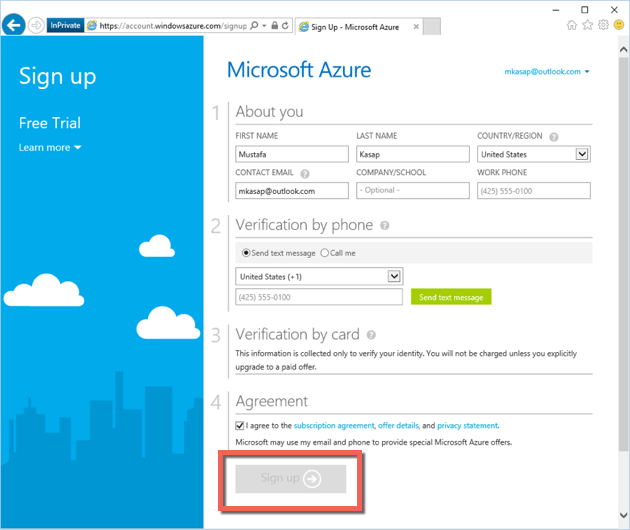 InPrivate
https://account.windowsazure.com/signup
Sign Up - Microsoft Azure
Sign up
Free Trial
Learn more
Microsoft Azure
mkasap@outlook.com
1 About you
FIRST NAME LAST NAME COUNTRY/REGION ?
Mustafa Kasap United States
CONTACT EMAIL ? COMPANY/SCHOOL WORK PHONE
mkasap@outlook.com - Optional - (425) 555-0100
2 Verification by phone ?
Send text message Call me
United States (+1)
(425) 555-0100 Send text message
3 Verification by card ?
This information is collected only to verify your identity. You will not be charged unless you explicitly
upgrade to a paid offer.
4 Agreement
I agree to the subscription agreement, offer details, and privacy statement.
Microsoft may use my email and phone to provide special Microsoft Azure offers.
Sign up